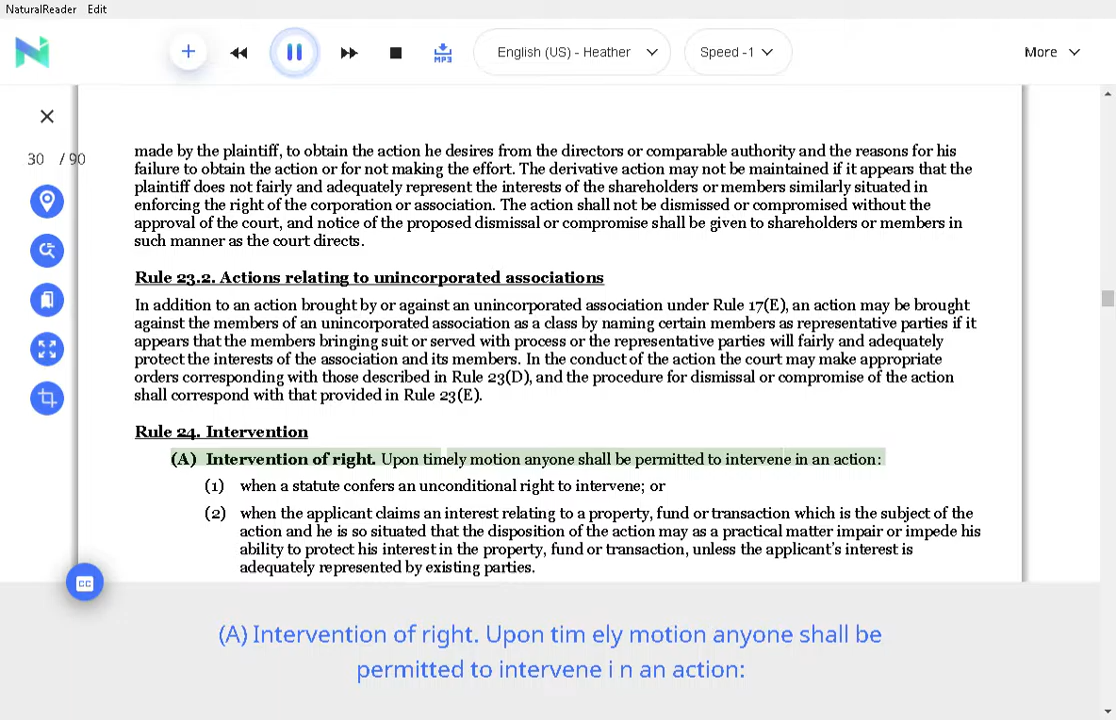 NaturalReader Edit
MP3
English (US) - Heather
Speed -1
More
30 / 90
made by the plaintiff, to obtain the action he desires from the directors or comparable authority and the reasons for his
failure to obtain the action or for not making the effort. The derivative action may not be maintained if it appears that the
plaintiff does not fairly and adequately represent the interests of the shareholders or members similarly situated in
enforcing the right of the corporation or association. The action shall not be dismissed or compromised without the
approval of the court, and notice of the proposed dismissal or compromise shall be given to shareholders or members in
such manner as the court directs.
Rule 23.2. Actions relating to unincorporated associations
In addition to an action brought by or against an unincorporated association under Rule 17(E), an action may be brought
against the members of an unincorporated association as a class by naming certain members as representative parties if it
appears that the members bringing suit or served with process or the representative parties will fairly and adequately
protect the interests of the association and its members. In the conduct of the action the court may make appropriate
orders corresponding with those described in Rule 23(D), and the procedure for dismissal or compromise of the action
shall correspond with that provided in Rule 23(E).
Rule 24. Intervention
(A) Intervention of right. Upon timely motion anyone shall be permitted to intervene in an action:
(1) when a statute confers an unconditional right to intervene; or
(2) when the applicant claims an interest relating to a property, fund or transaction which is the subject of the
action and he is so situated that the disposition of the action may as a practical matter impair or impede his
ability to protect his interest in the property, fund or transaction, unless the applicant's interest is
adequately represented by existing parties.
CC
(A) Intervention of right. Upon tim ely motion anyone shall be
permitted to intervene i n an action: